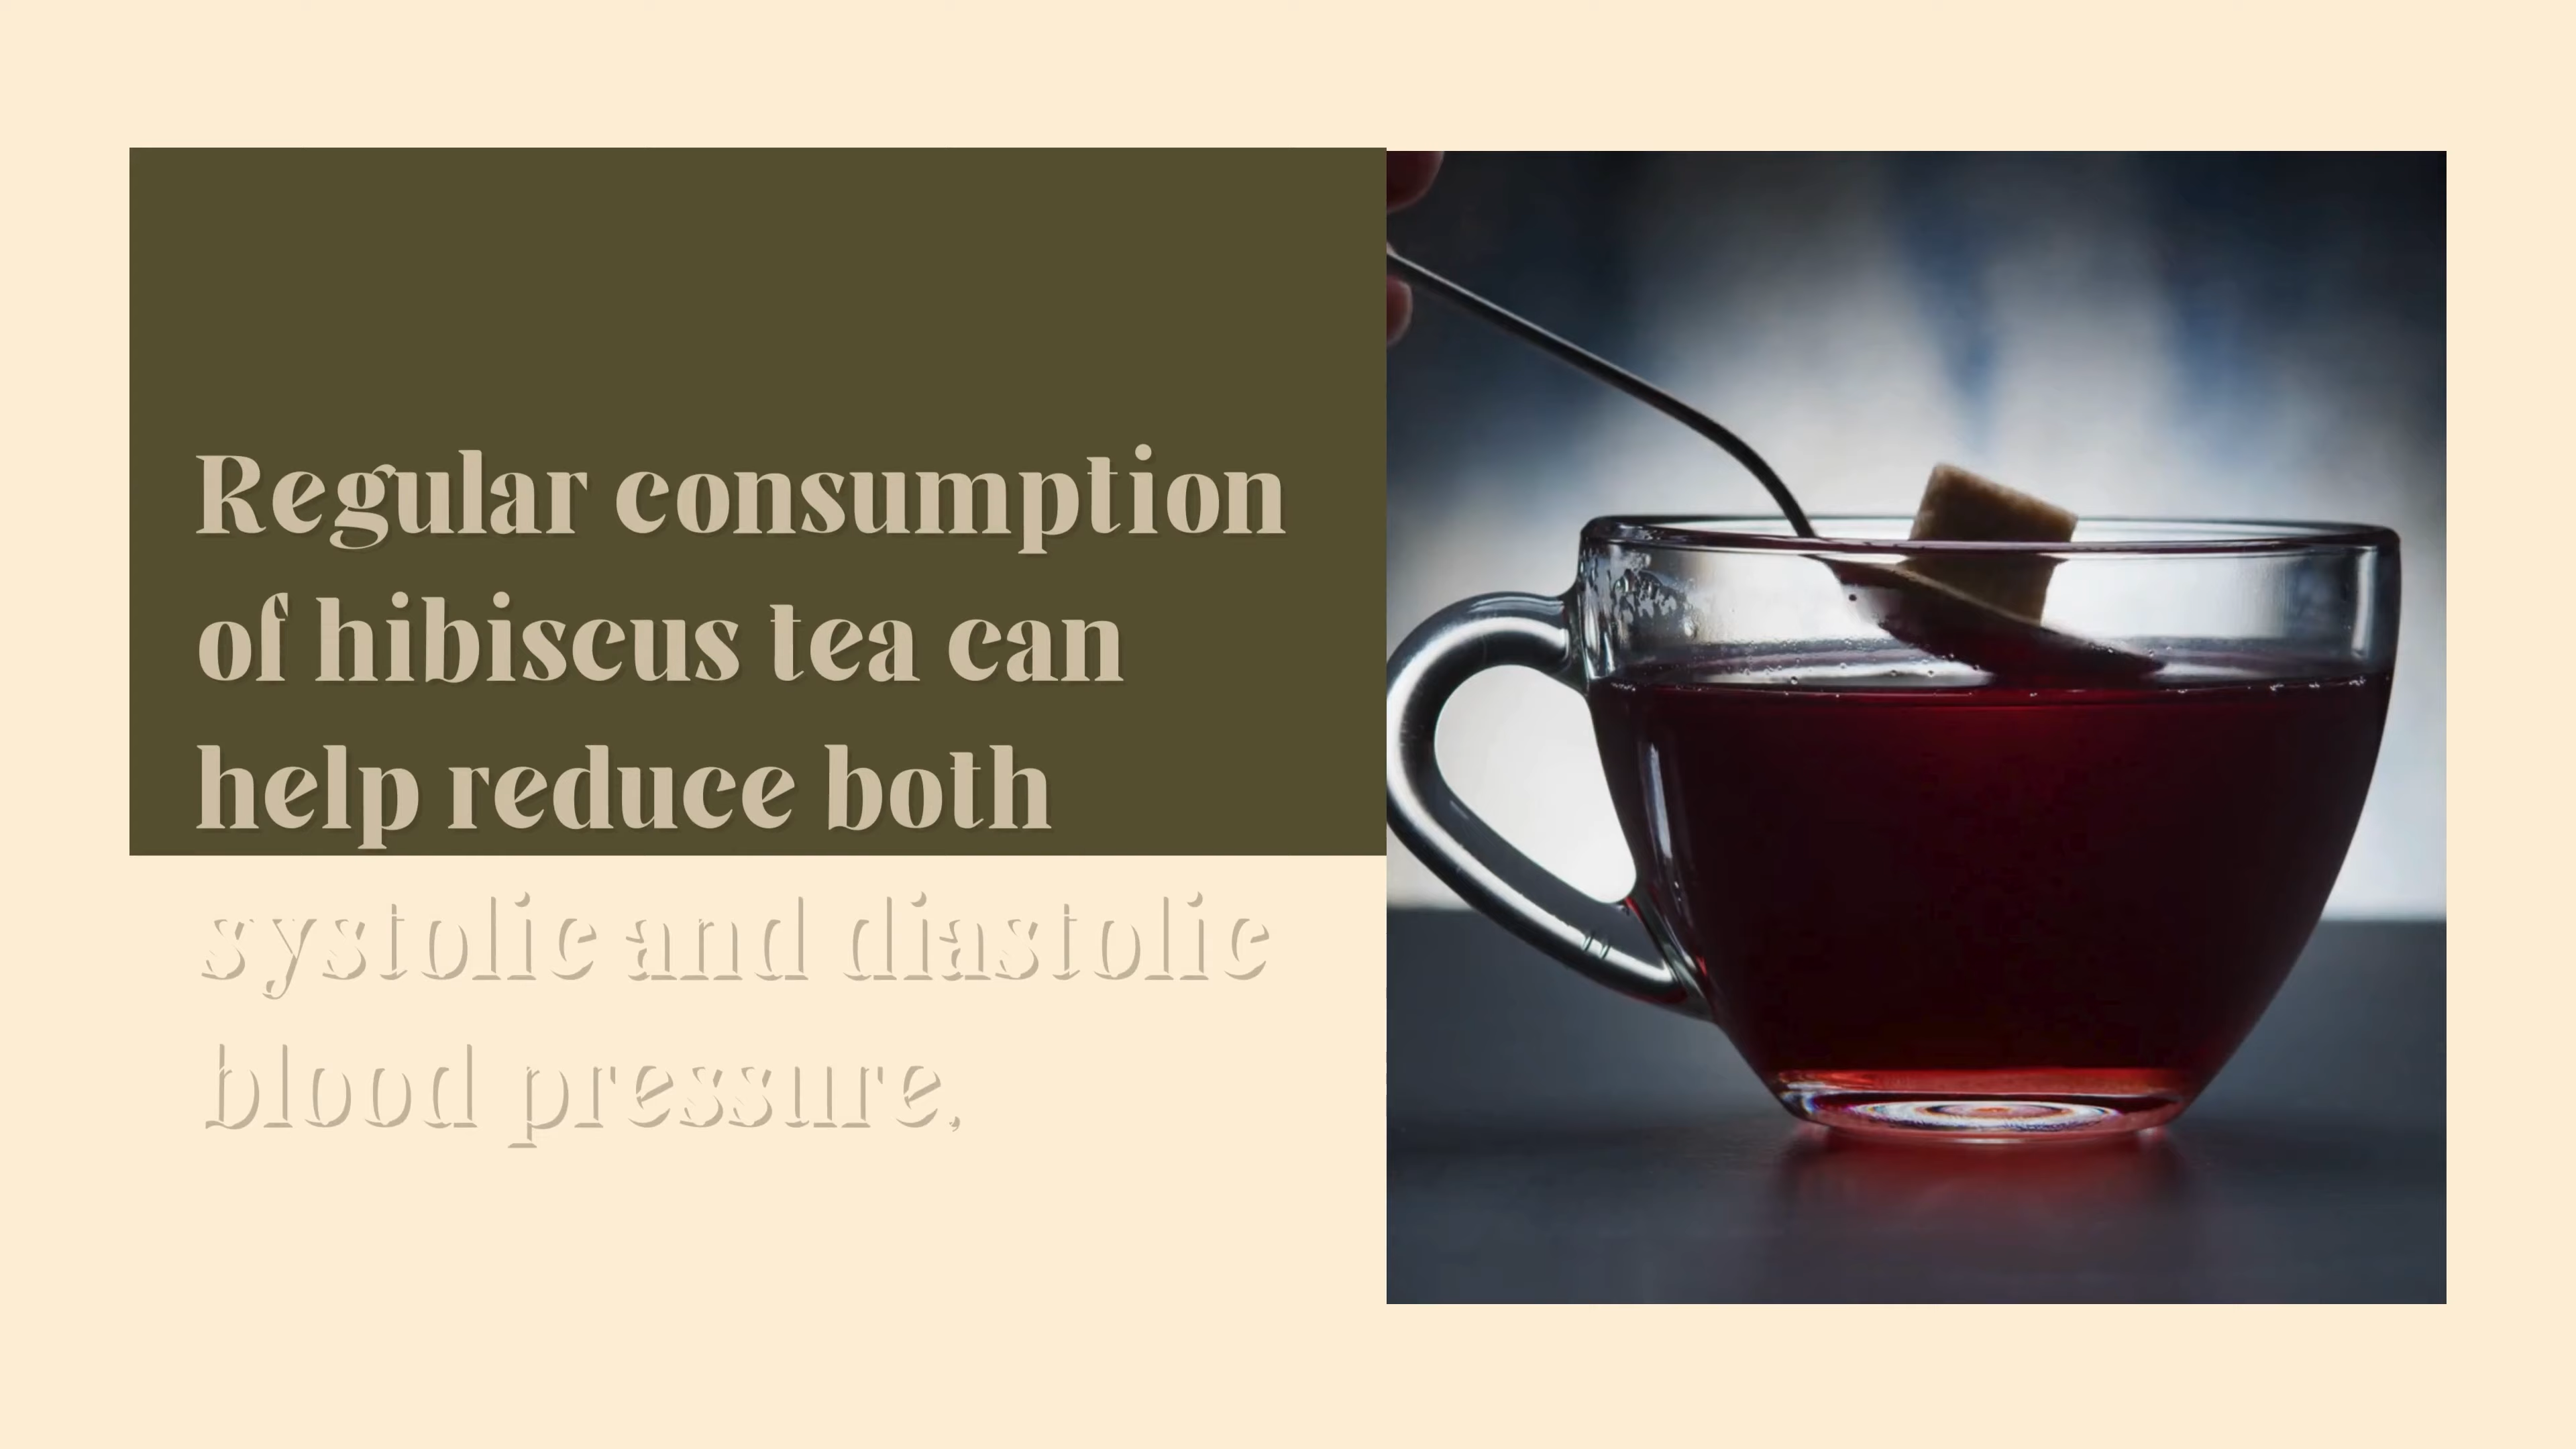 Regular consumption
of hibiscus tea can
help reduce both
systolic and diastolic
blood pressure,